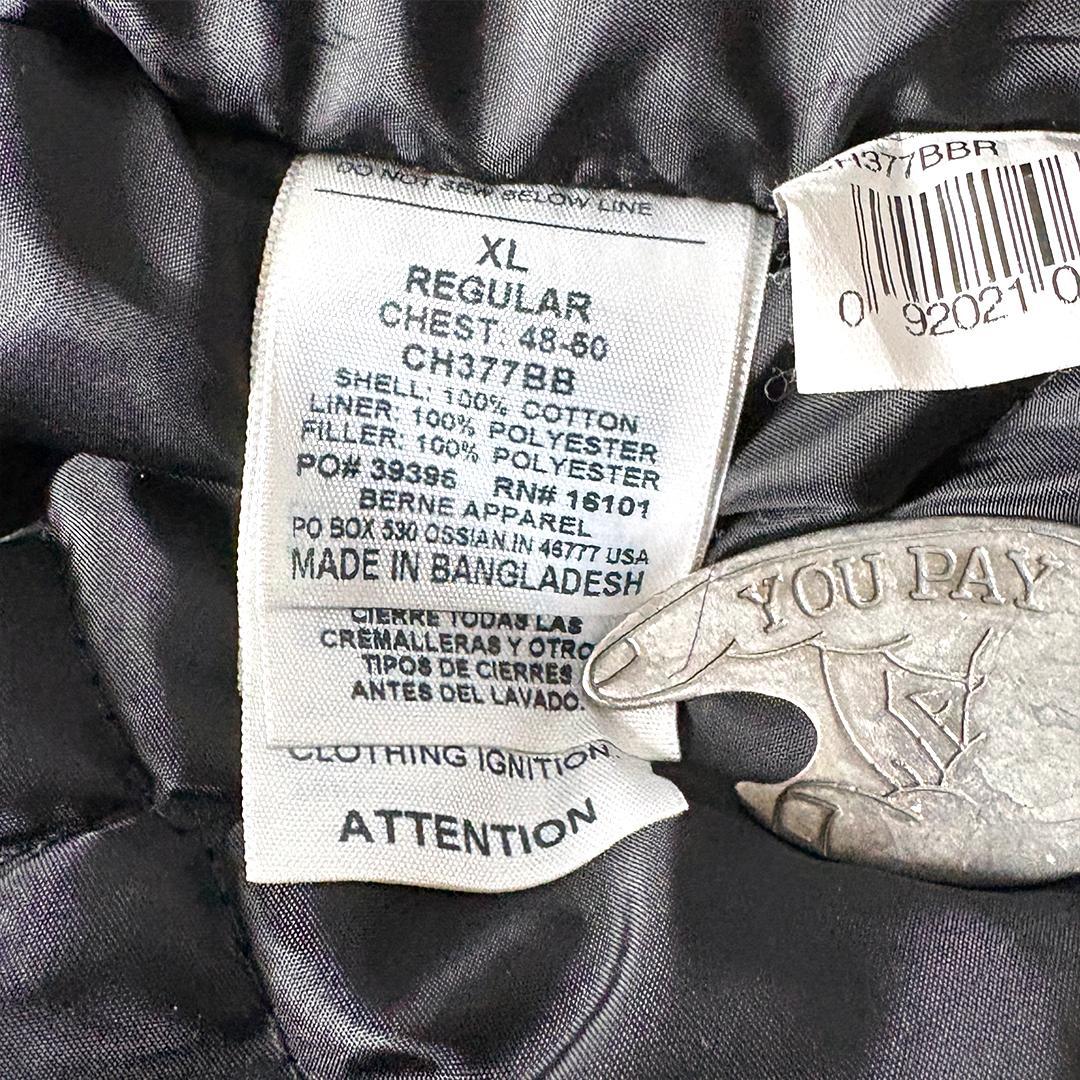 DO NOT SEW BELOW LINE
XL
REGULAR
CHEST: 48-50
CH377BB
SHELL: 100% COTTON
LINER: 100% POLYESTER
FILLER: 100% POLYESTER
PO# 39396 RN# 16101
BERNE APPAREL
PO BOX 530 OSSIAN.IN 46777 USA
MADE IN BANGLADESH
CIERRE TODAS LAS
CREMALLERAS Y OTRO
TIPOS DE CIERRES
ANTES DEL LAVADO.
CLOTHING IGNITION.
ATTENTION
CH377BBR
0 92021 0
YOU PAY